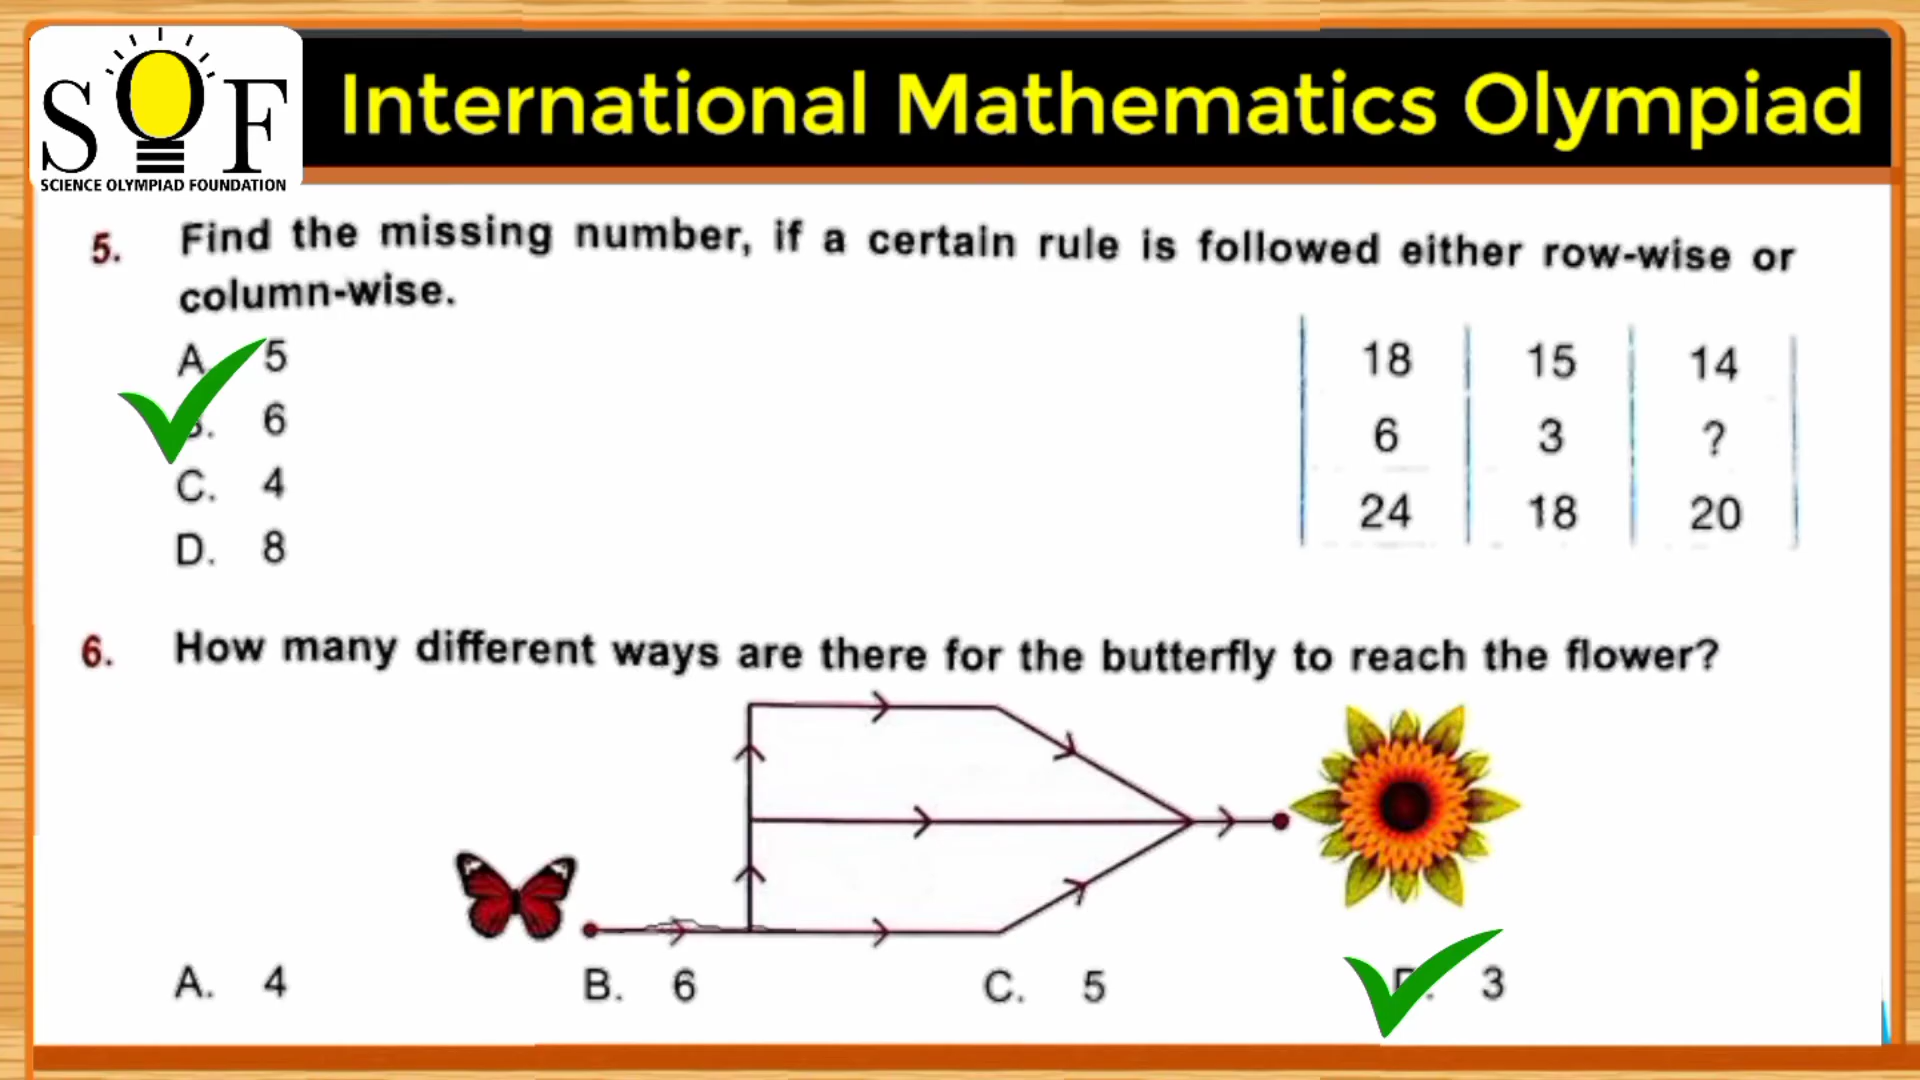 SOF
SCIENCE OLYMPIAD FOUNDATION
International Mathematics Olympiad
5. Find the missing number, if a certain rule is followed either row-wise or
column-wise.
A. 5
B. 6
C. 4
D. 8
18 15 14
6 3 ?
24 18 20
6. How many different ways are there for the butterfly to reach the flower?
A. 4 B. 6 C. 5 D. 3